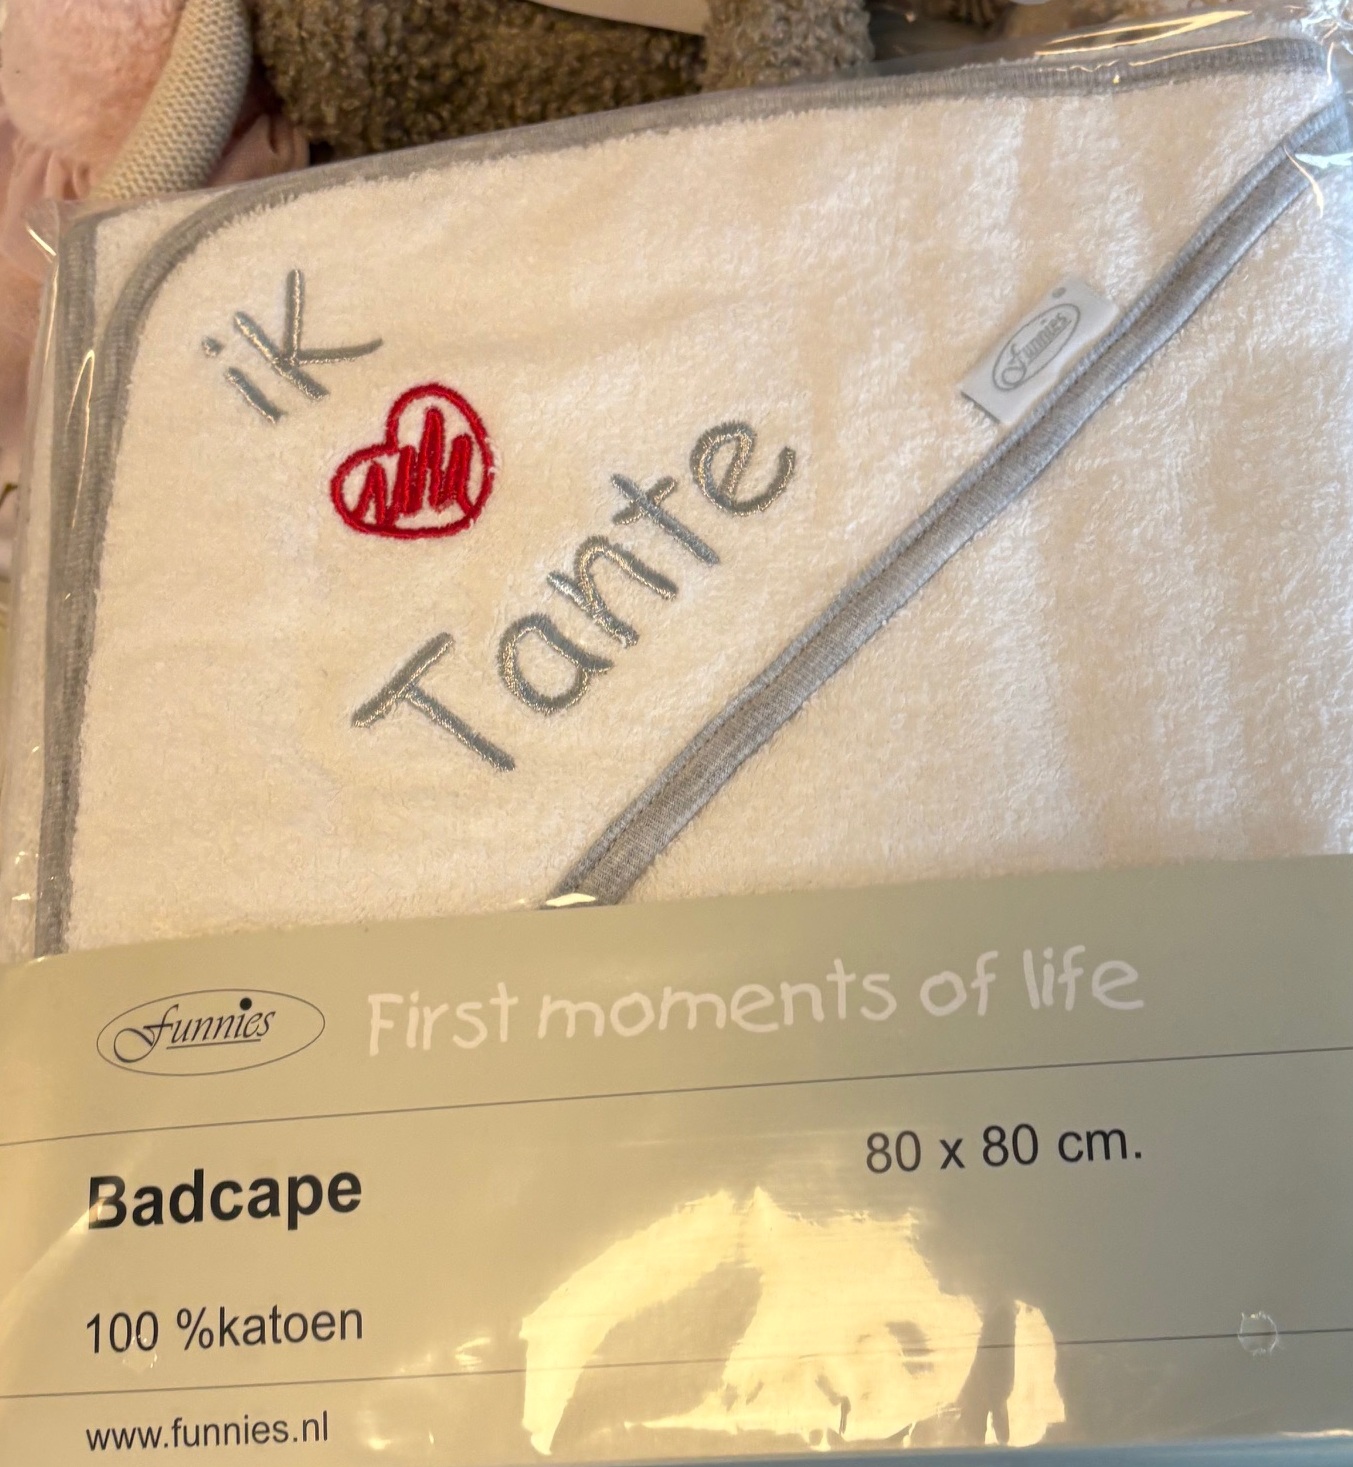 ik
Tante
Funnies
®
funnies
First moments of life
Badcape
80 x 80 cm.
100 %katoen
www.funnies.nl